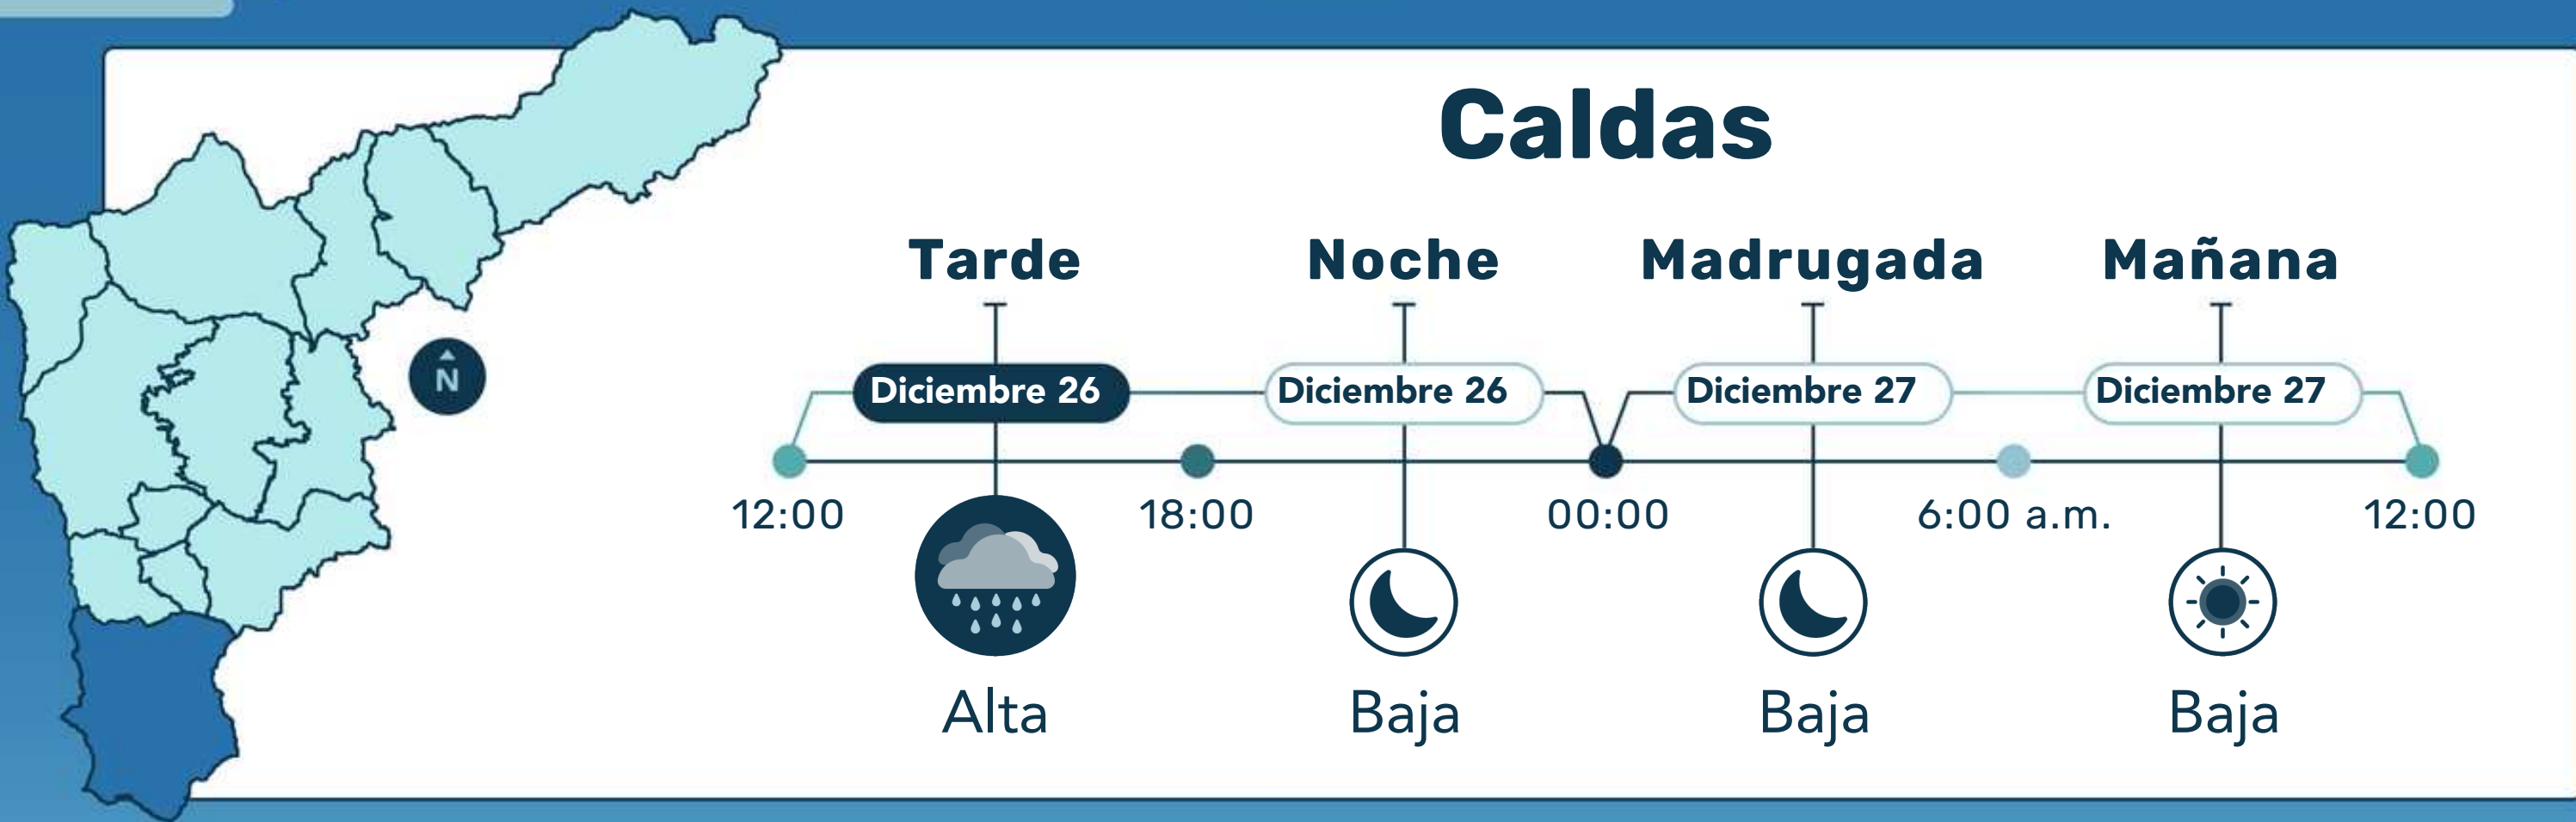 Caldas
Tarde Noche Madrugada Mañana
Diciembre 26 Diciembre 26 Diciembre 27 Diciembre 27
N
12:00 18:00 00:00 6:00 a.m. 12:00
Alta Baja Baja Baja